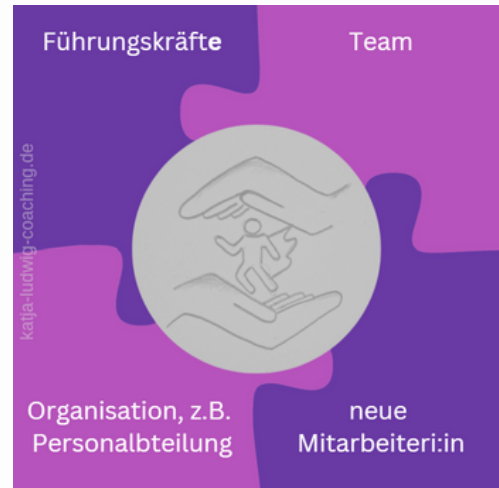 Führungskräfte
Team
katja-ludwig-coaching.de
Organisation, z.B.
Personalbteilung
neue
Mitarbeiteri:in